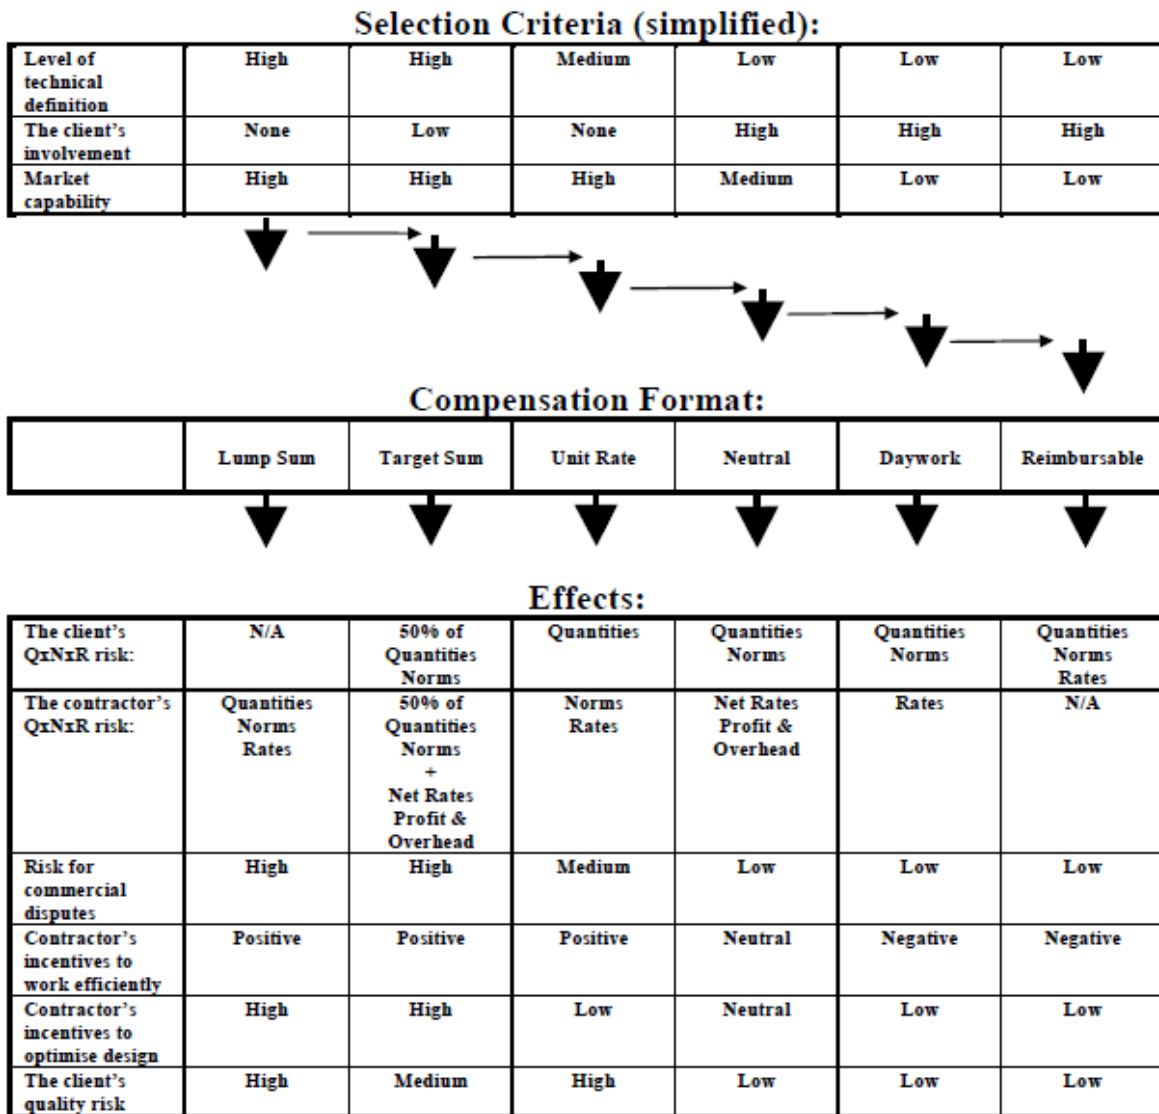 Selection Criteria (simplified):
Level of technical definition High High Medium Low Low Low
The client's involvement None Low None High High High
Market capability High High High Medium Low Low
Compensation Format:
Lump Sum Target Sum Unit Rate Neutral Daywork Reimbursable
Effects:
The client's QxNxR risk: N/A 50% of Quantities Norms Quantities Quantities Norms Quantities Norms Quantities Norms Rates
The contractor's QxNxR risk: Quantities Norms Rates 50% of Quantities Norms + Net Rates Profit & Overhead Norms Rates Net Rates Profit & Overhead Rates N/A
Risk for commercial disputes High High Medium Low Low Low
Contractor's incentives to work efficiently Positive Positive Positive Neutral Negative Negative
Contractor's incentives to optimise design High High Low Neutral Low Low
The client's quality risk High Medium High Low Low Low